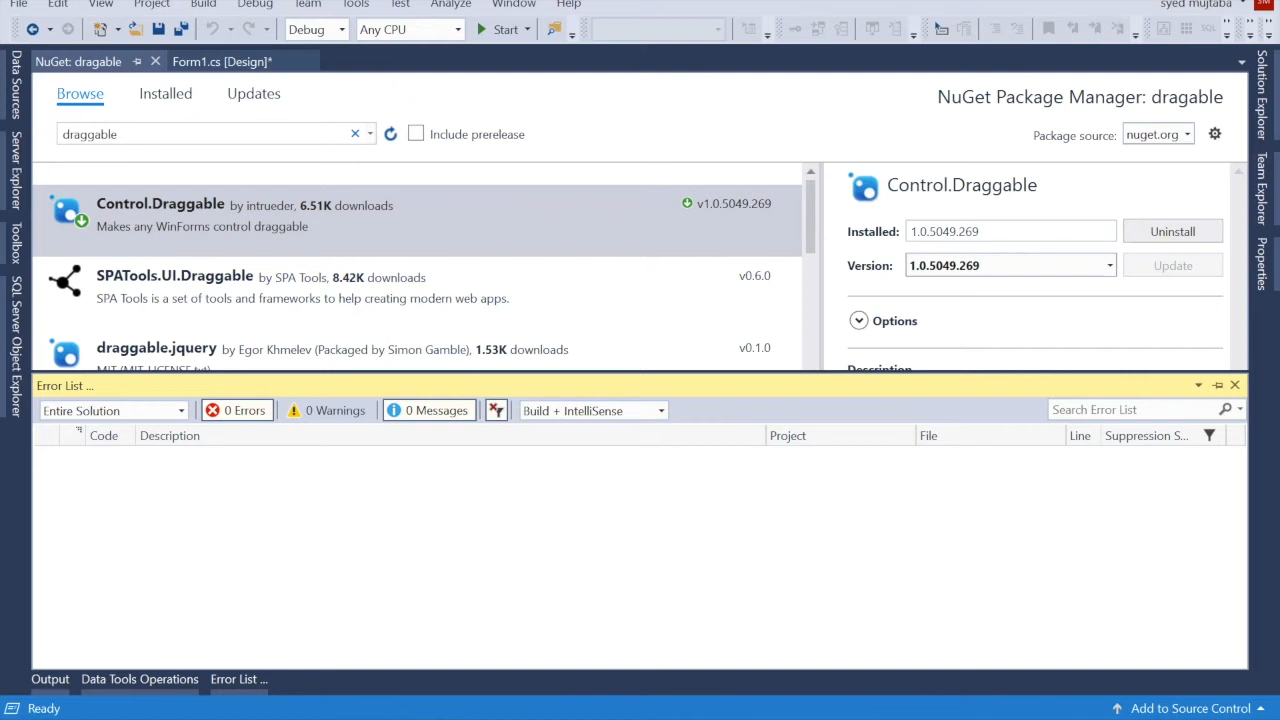 File Edit View Project Build Debug Team Tools Test Analyze Window Help syed mujtaba SM
Debug Any CPU Start SQL
NuGet: dragable Form1.cs [Design]*
Browse Installed Updates NuGet Package Manager: dragable
draggable Include prerelease Package source: nuget.org
Control.Draggable by intrueder, 6.51K downloads v1.0.5049.269
Makes any WinForms control draggable
SPATools.UI.Draggable by SPA Tools, 8.42K downloads v0.6.0
SPA Tools is a set of tools and frameworks to help creating modern web apps.
draggable.jquery by Egor Khmelev (Packaged by Simon Gamble), 1.53K downloads v0.1.0
MIT (MIT-LICENSE.txt)
Control.Draggable
Installed: 1.0.5049.269 Uninstall
Version: 1.0.5049.269 Update
Options
Description
Error List ...
Entire Solution 0 Errors 0 Warnings 0 Messages Build + IntelliSense Search Error List
Code Description Project File Line Suppression S...
Output Data Tools Operations Error List ...
Ready Add to Source Control
Data Sources
Server Explorer
Toolbox
SQL Server Object Explorer
Solution Explorer
Team Explorer
Properties